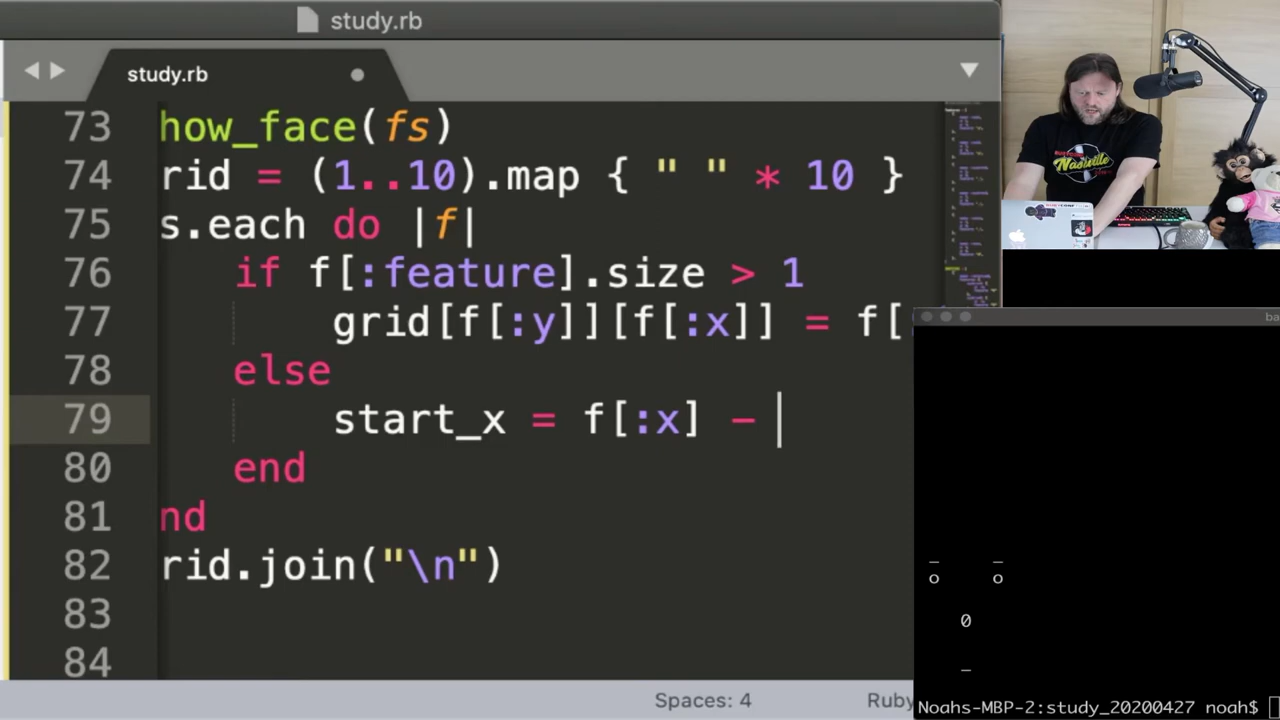 study.rb
study.rb
73 how_face(fs)
74 rid = (1..10).map { " " * 10 }
75 s.each do |f|
76 if f[:feature].size > 1
77 grid[f[:y]][f[:x]] = f[
78 else
79 start_x = f[:x] -
80 end
81 nd
82 rid.join("\n")
83
84
Spaces: 4 Ruby
Nashville
ba
_ _
o o
0
_
Noahs-MBP-2:study_20200427 noah$